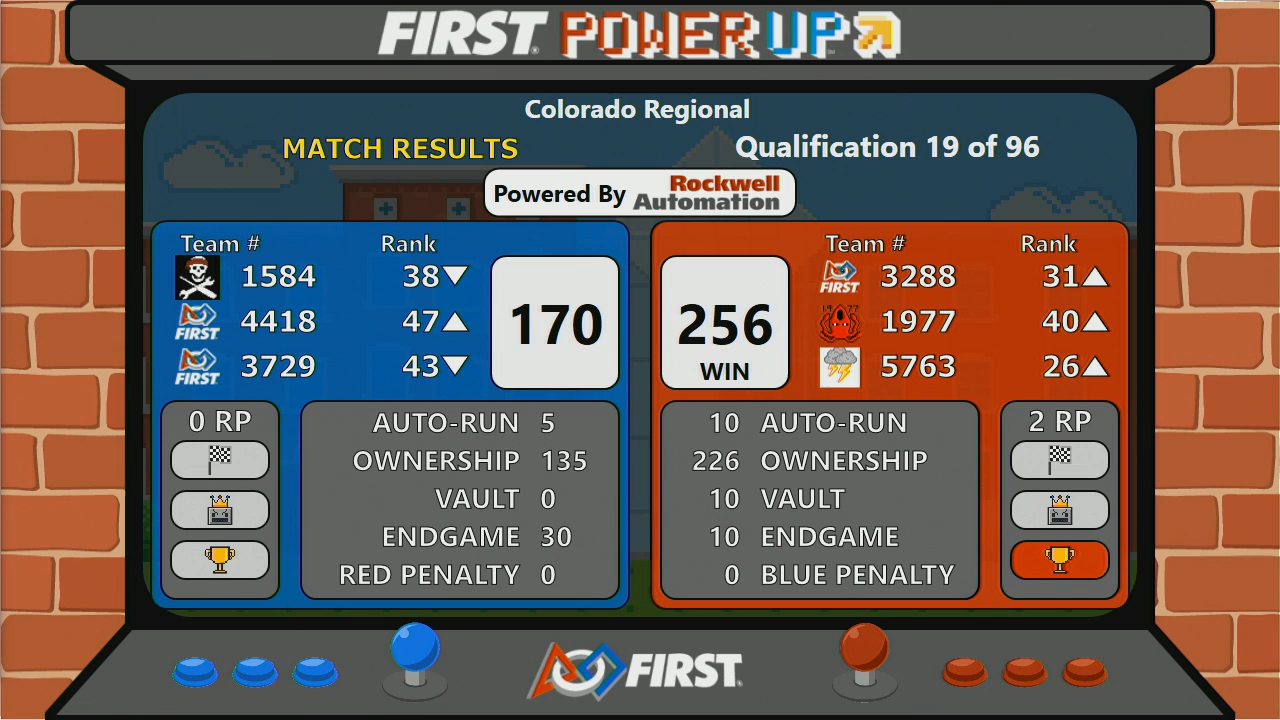 FIRST POWER UP
Colorado Regional
MATCH RESULTS
Qualification 19 of 96
Powered By Rockwell Automation
Team # Rank
1584 38
4418 47
3729 43
170
Team # Rank
3288 31
1977 40
5763 26
256
WIN
0 RP
AUTO-RUN 5
OWNERSHIP 135
VAULT 0
ENDGAME 30
RED PENALTY 0
10 AUTO-RUN
226 OWNERSHIP
10 VAULT
10 ENDGAME
0 BLUE PENALTY
2 RP
FIRST
FIRST
FIRST
FIRST